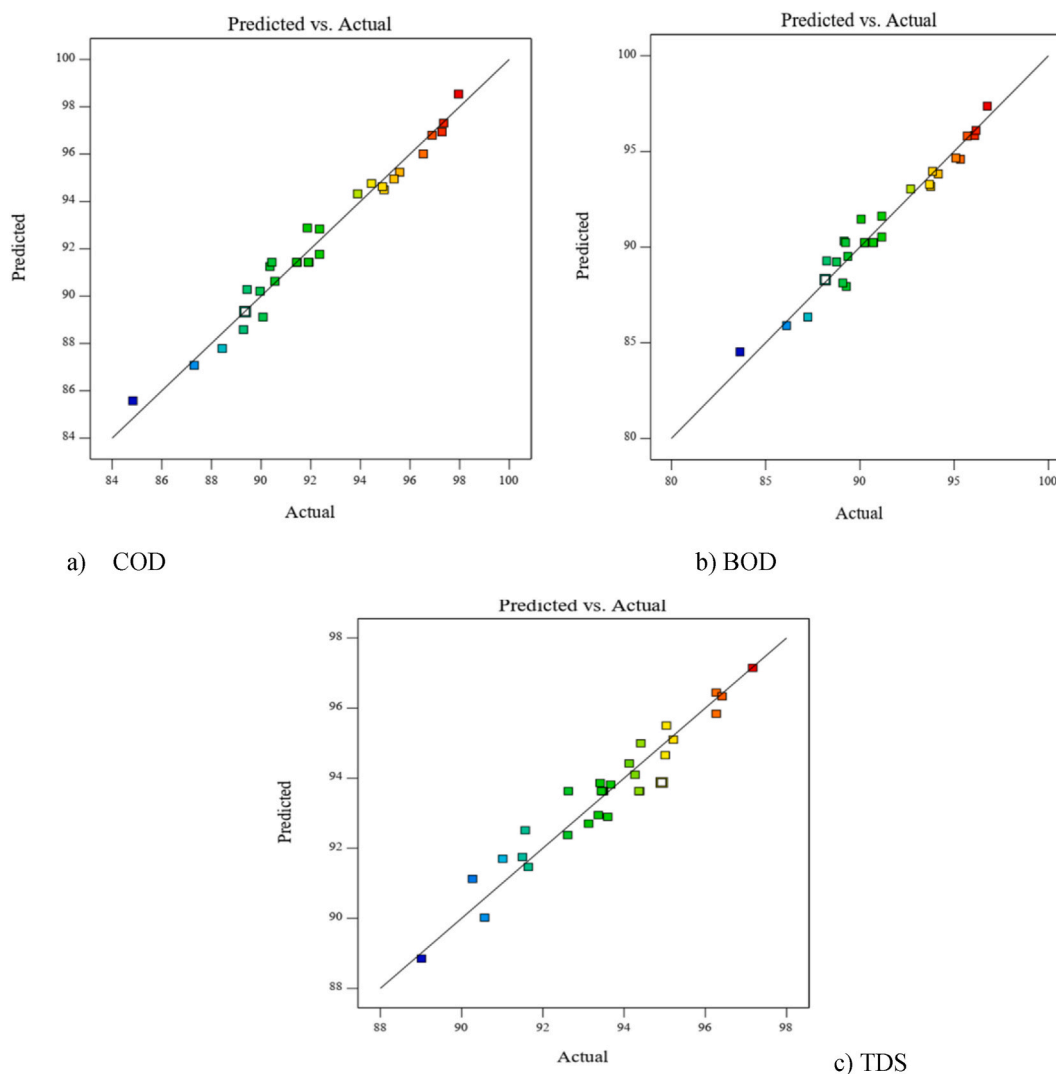 Predicted vs. Actual
100
98
96
94
92
90
88
86
84
Predicted
84 86 88 90 92 94 96 98 100
Actual
a) COD
Predicted vs. Actual
100
95
90
85
80
Predicted
80 85 90 95 100
Actual
b) BOD
Predicted vs. Actual
98
96
94
92
90
88
Predicted
88 90 92 94 96 98
Actual
c) TDS